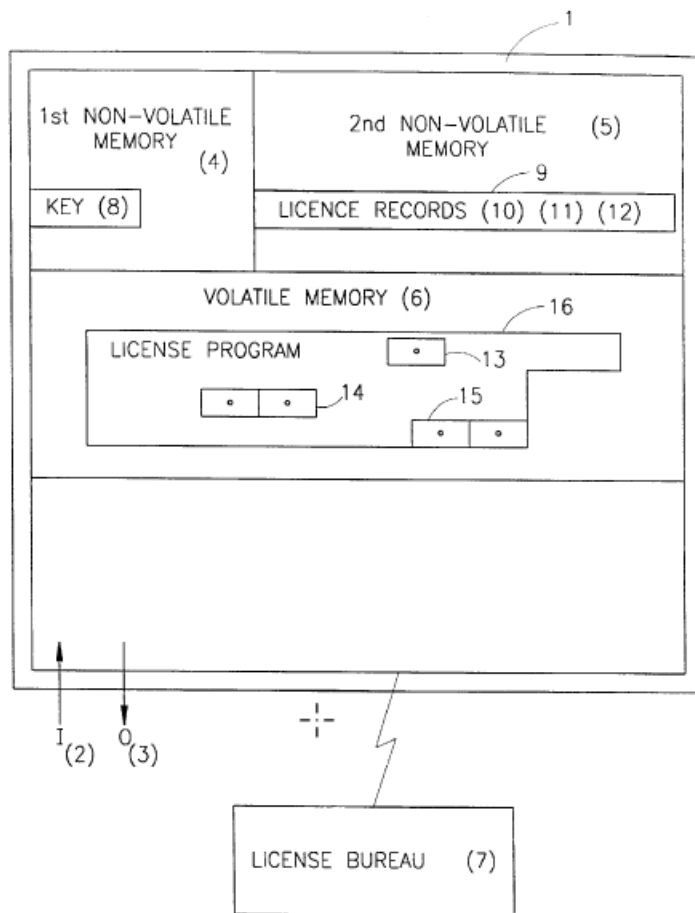 1
1st NON-VOLATILE
MEMORY
(4)
2nd NON-VOLATILE (5)
MEMORY
9
KEY (8)
LICENCE RECORDS (10) (11) (12)
VOLATILE MEMORY (6)
16
LICENSE PROGRAM
13
14
15
I
(2)
O
(3)
LICENSE BUREAU (7)